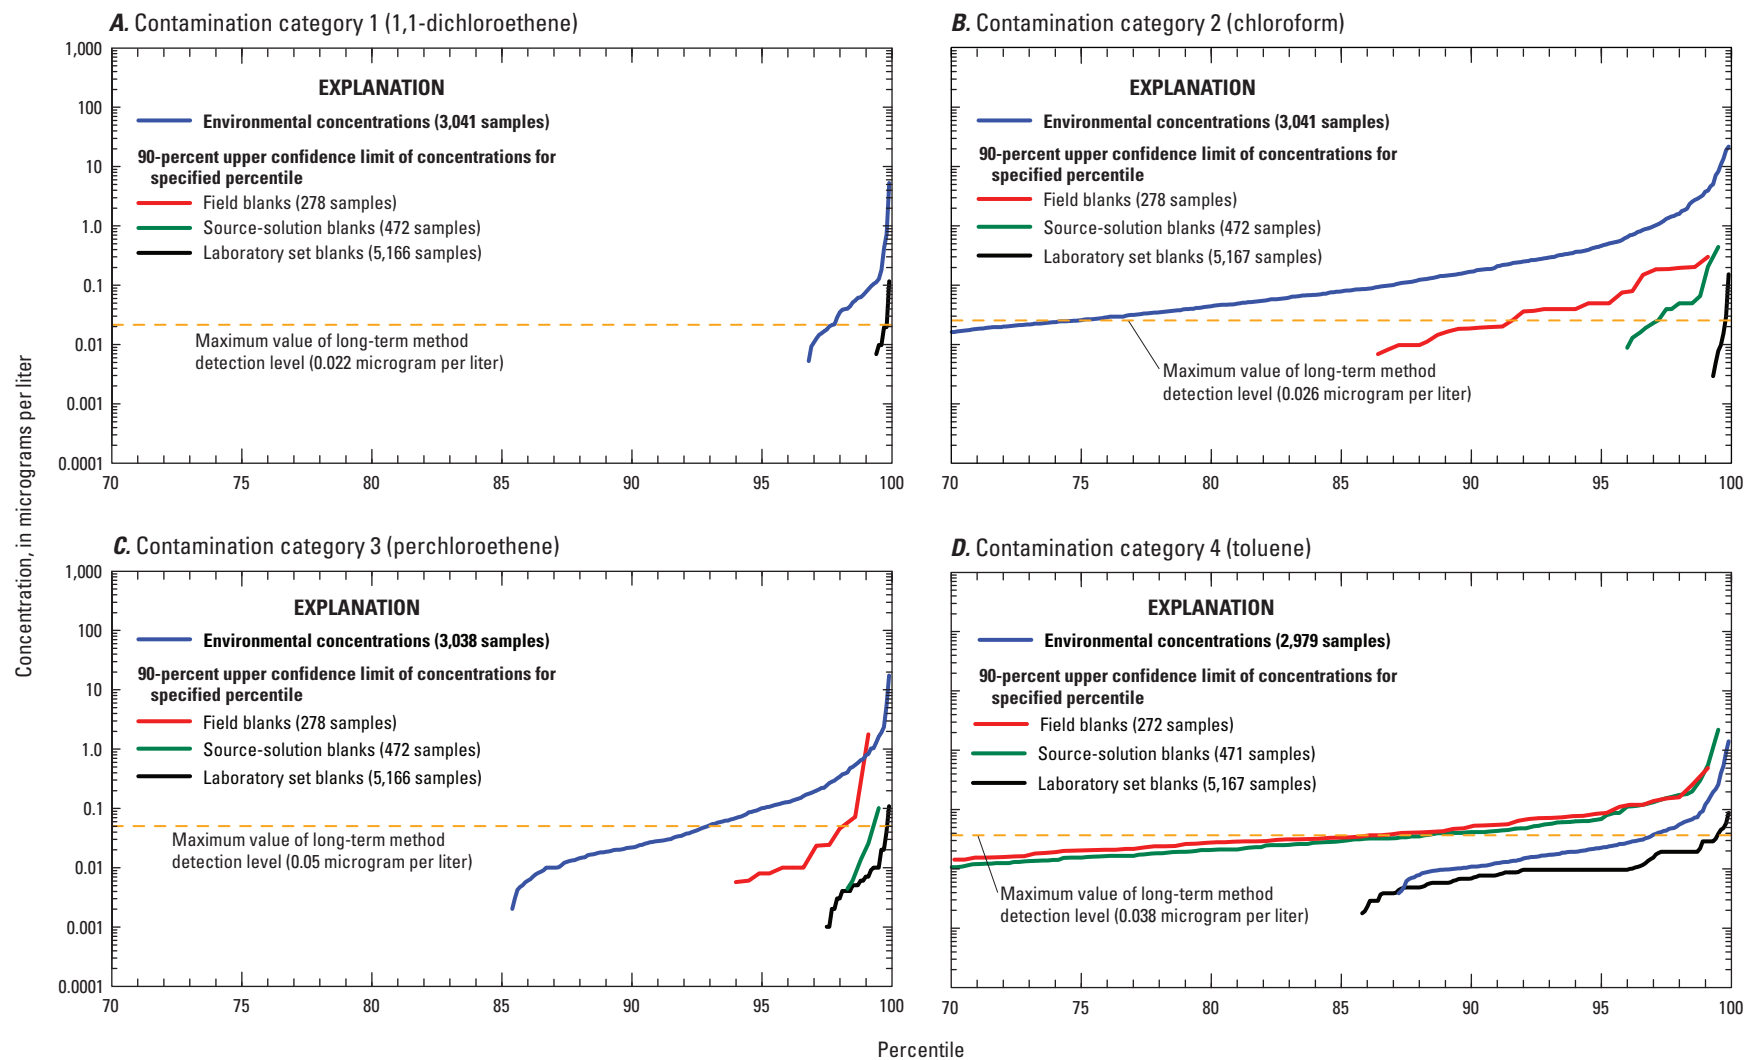 A. Contamination category 1 (1,1-dichloroethene)
1,000
100
10
1.0
0.1
0.01
0.001
0.0001
EXPLANATION
Environmental concentrations (3,041 samples)
90-percent upper confidence limit of concentrations for
specified percentile
Field blanks (278 samples)
Source-solution blanks (472 samples)
Laboratory set blanks (5,166 samples)
Maximum value of long-term method
detection level (0.022 microgram per liter)
70 75 80 85 90 95 100
B. Contamination category 2 (chloroform)
EXPLANATION
Environmental concentrations (3,041 samples)
90-percent upper confidence limit of concentrations for
specified percentile
Field blanks (278 samples)
Source-solution blanks (472 samples)
Laboratory set blanks (5,167 samples)
Maximum value of long-term method
detection level (0.026 microgram per liter)
70 75 80 85 90 95 100
Concentration, in micrograms per liter
C. Contamination category 3 (perchloroethene)
1,000
100
10
1.0
0.1
0.01
0.001
0.0001
EXPLANATION
Environmental concentrations (3,038 samples)
90-percent upper confidence limit of concentrations for
specified percentile
Field blanks (278 samples)
Source-solution blanks (472 samples)
Laboratory set blanks (5,166 samples)
Maximum value of long-term method
detection level (0.05 microgram per liter)
70 75 80 85 90 95 100
D. Contamination category 4 (toluene)
EXPLANATION
Environmental concentrations (2,979 samples)
90-percent upper confidence limit of concentrations for
specified percentile
Field blanks (272 samples)
Source-solution blanks (471 samples)
Laboratory set blanks (5,167 samples)
Maximum value of long-term method
detection level (0.038 microgram per liter)
70 75 80 85 90 95 100
Percentile